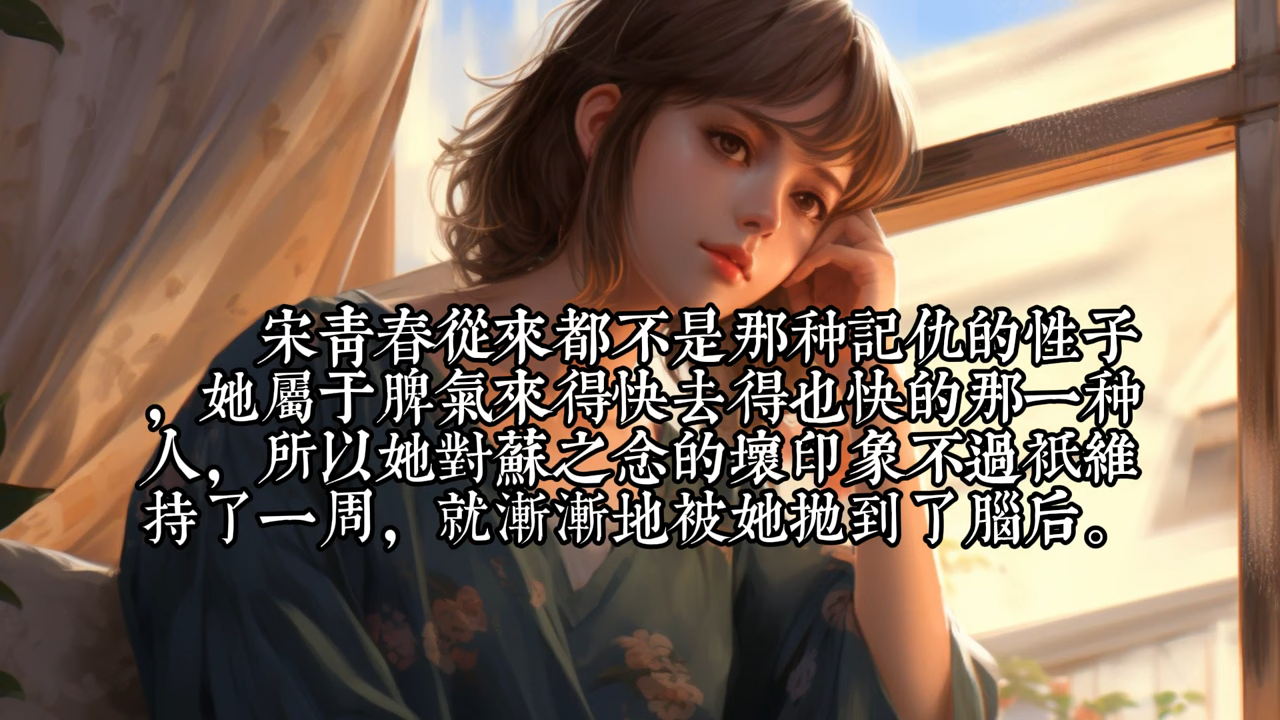 宋青春從來都不是那种記仇的性子
，她屬于脾氣來得快去得也快的那一种
人，所以她對蘇之念的壞印象不過衹維
持了一周，就漸漸地被她拋到了腦后。